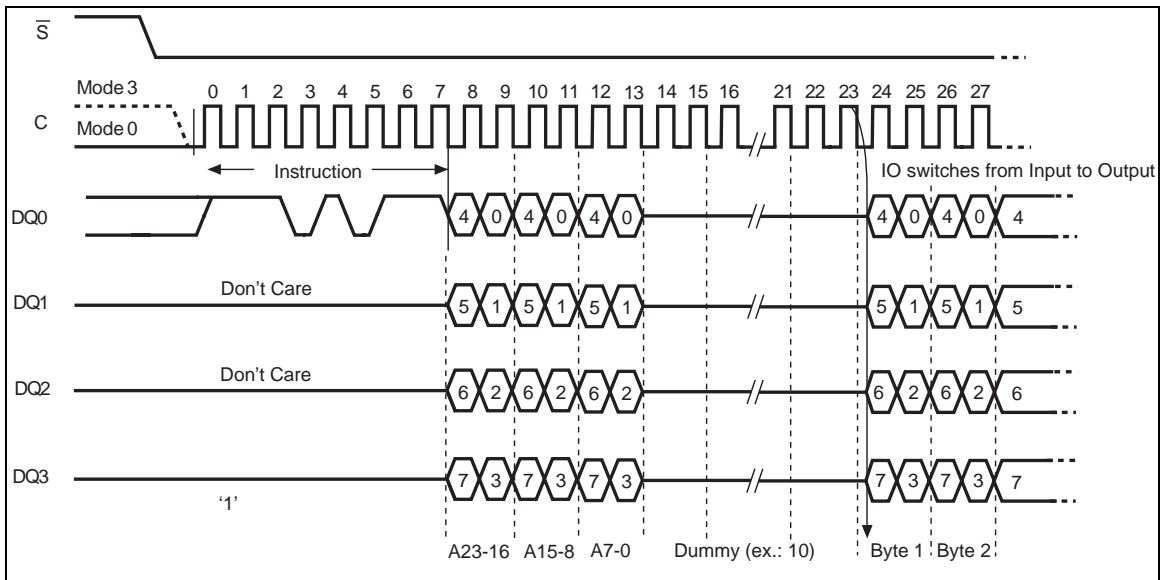 S
Mode 3
C
Mode 0
0 1 2 3 4 5 6 7 8 9 10 11 12 13 14 15 16 21 22 23 24 25 26 27
Instruction
IO switches from Input to Output
DQ0
4 0 4 0 4 0 4 0 4 0 4
DQ1
Don't Care
5 1 5 1 5 1 5 1 5 1 5
DQ2
Don't Care
6 2 6 2 6 2 6 2 6 2 6
DQ3
‘1’
7 3 7 3 7 3 7 3 7 3 7
A23-16 A15-8 A7-0 Dummy (ex.: 10) Byte 1 Byte 2